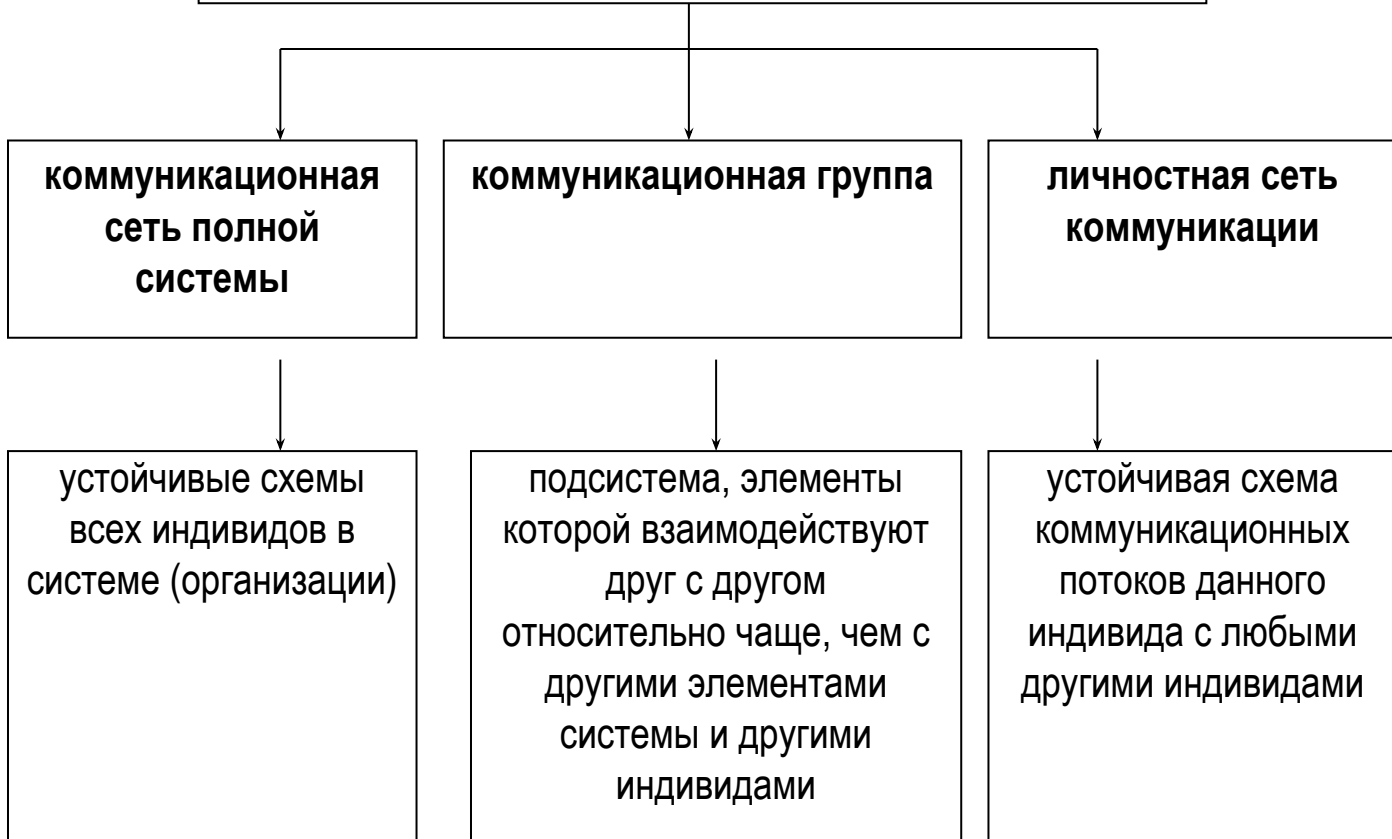 коммуникационная
сеть полной
системы
коммуникационная группа
личностная сеть
коммуникации
устойчивые схемы
всех индивидов в
системе (организации)
подсистема, элементы
которой взаимодействуют
друг с другом
относительно чаще, чем с
другими элементами
системы и другими
индивидами
устойчивая схема
коммуникационных
потоков данного
индивида с любыми
другими индивидами